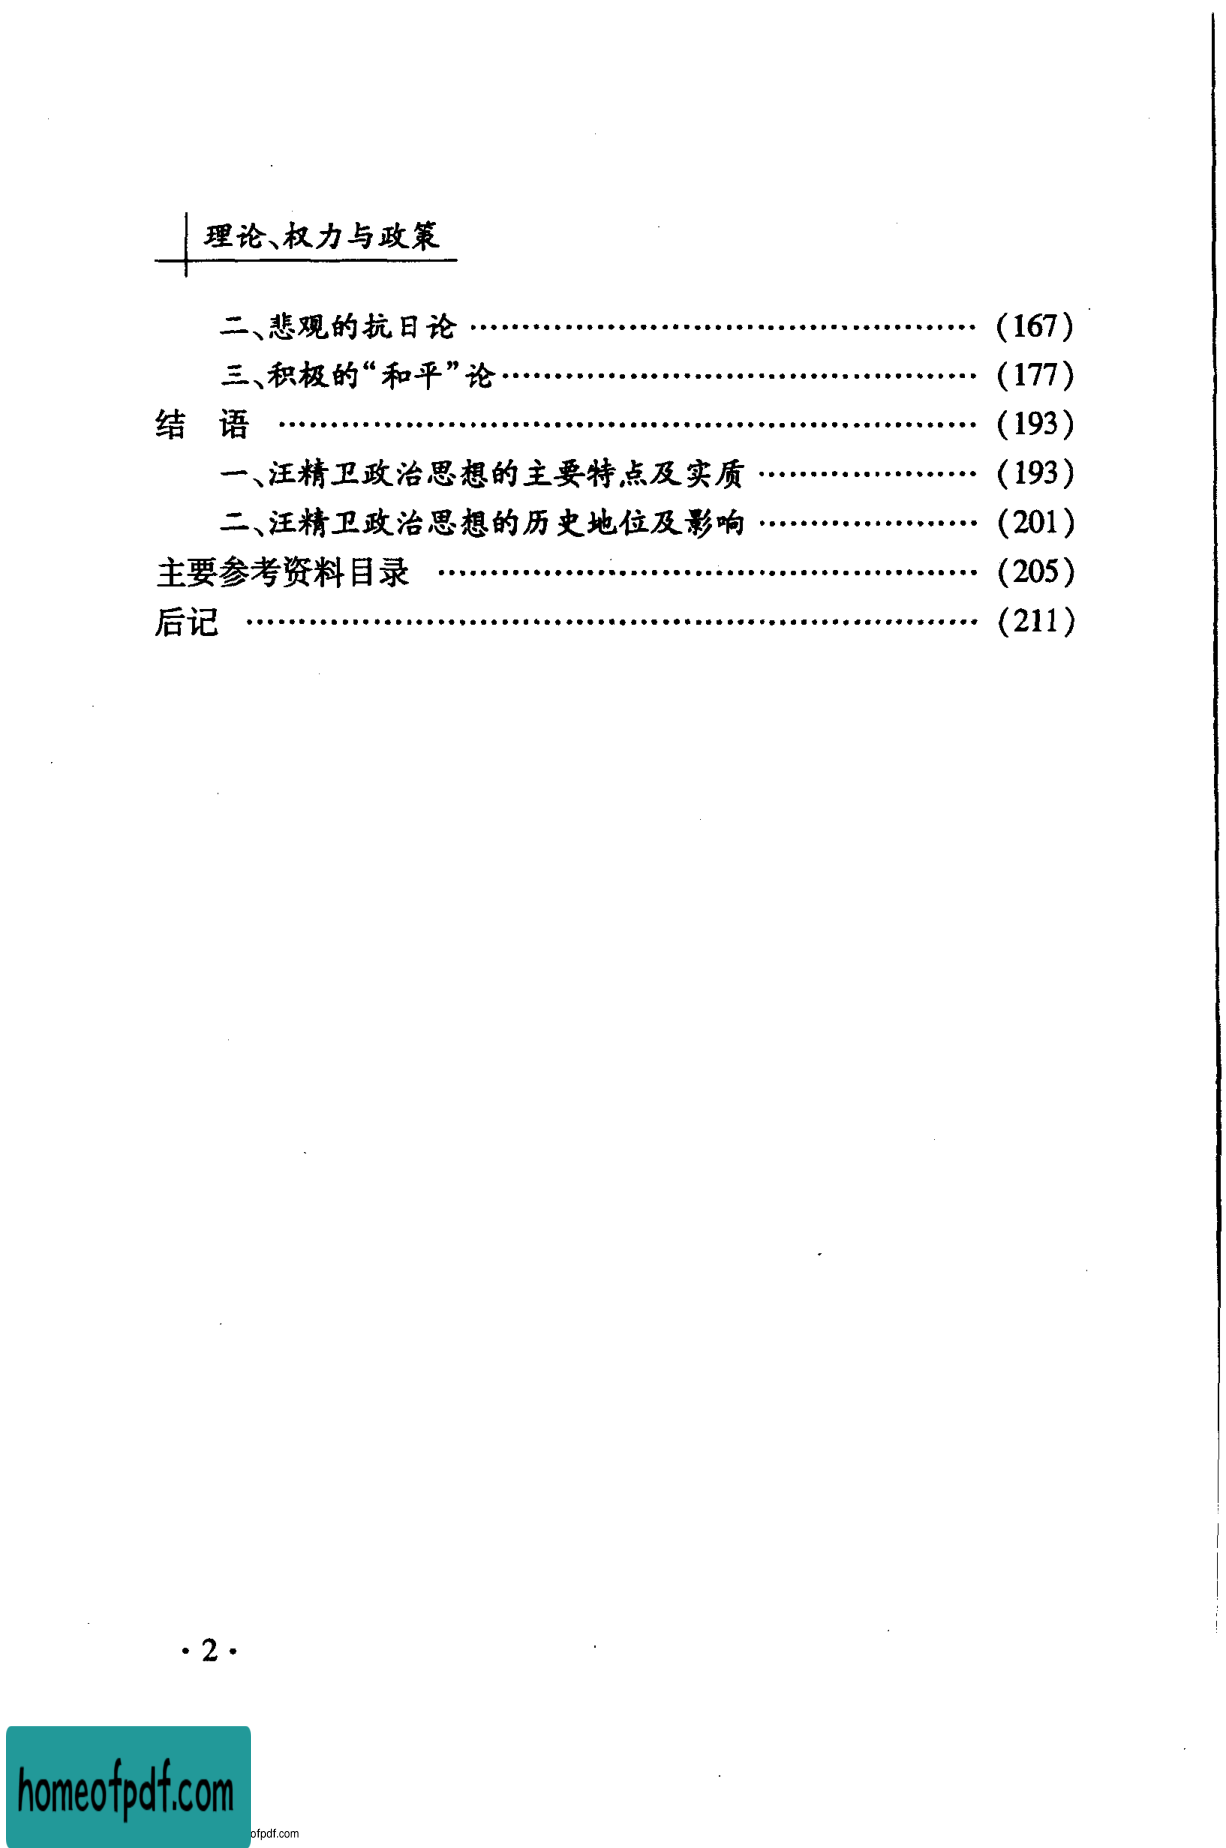 理论、权力与政策
二、悲观的抗日论 ………………………………………… (167)
三、积极的“和平”论 ……………………………………… (177)
结　语 ………………………………………………………… (193)
一、汪精卫政治思想的主要特点及实质 ………………… (193)
二、汪精卫政治思想的历史地位及影响 ………………… (201)
主要参考资料目录 …………………………………………… (205)
后记 …………………………………………………………… (211)
·2·
homeofpdf.com
ofpdf.com